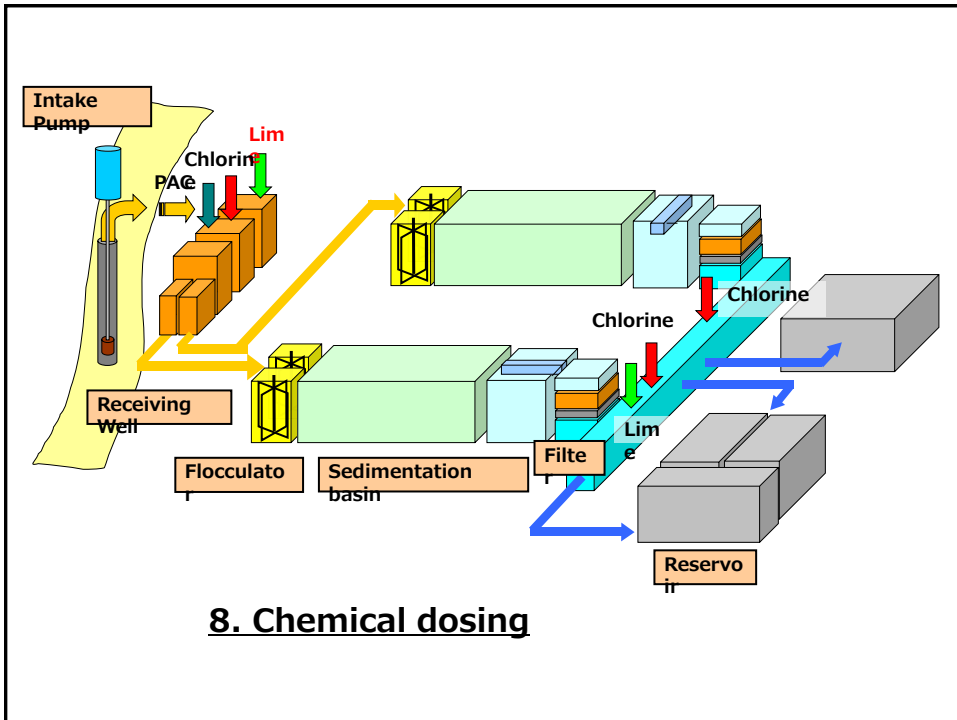 Intake
Pump
Lim
e
Chlorin
e
PAC
Chlorine
Chlorine
Receiving
Well
Lim
e
Filte
r
Flocculato
r
Sedimentation
basin
Reservo
ir
8. Chemical dosing